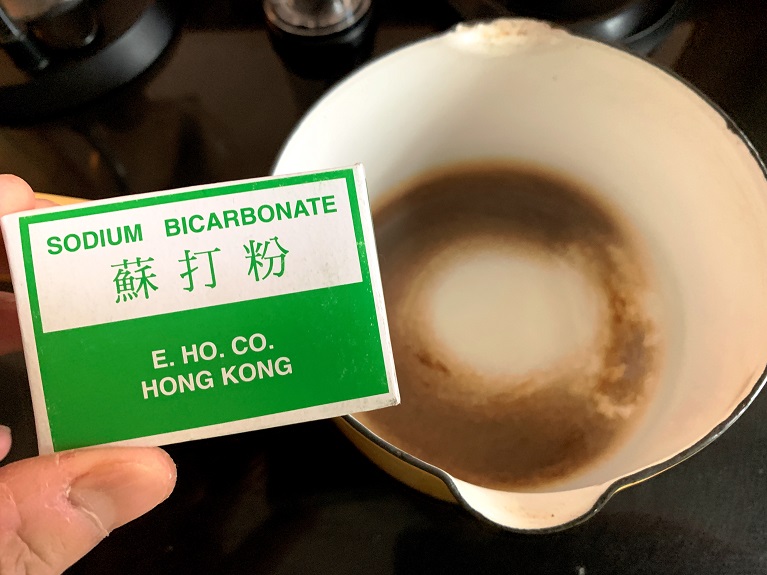 SODIUM BICARBONATE
蘇打粉
E. HO. CO.
HONG KONG